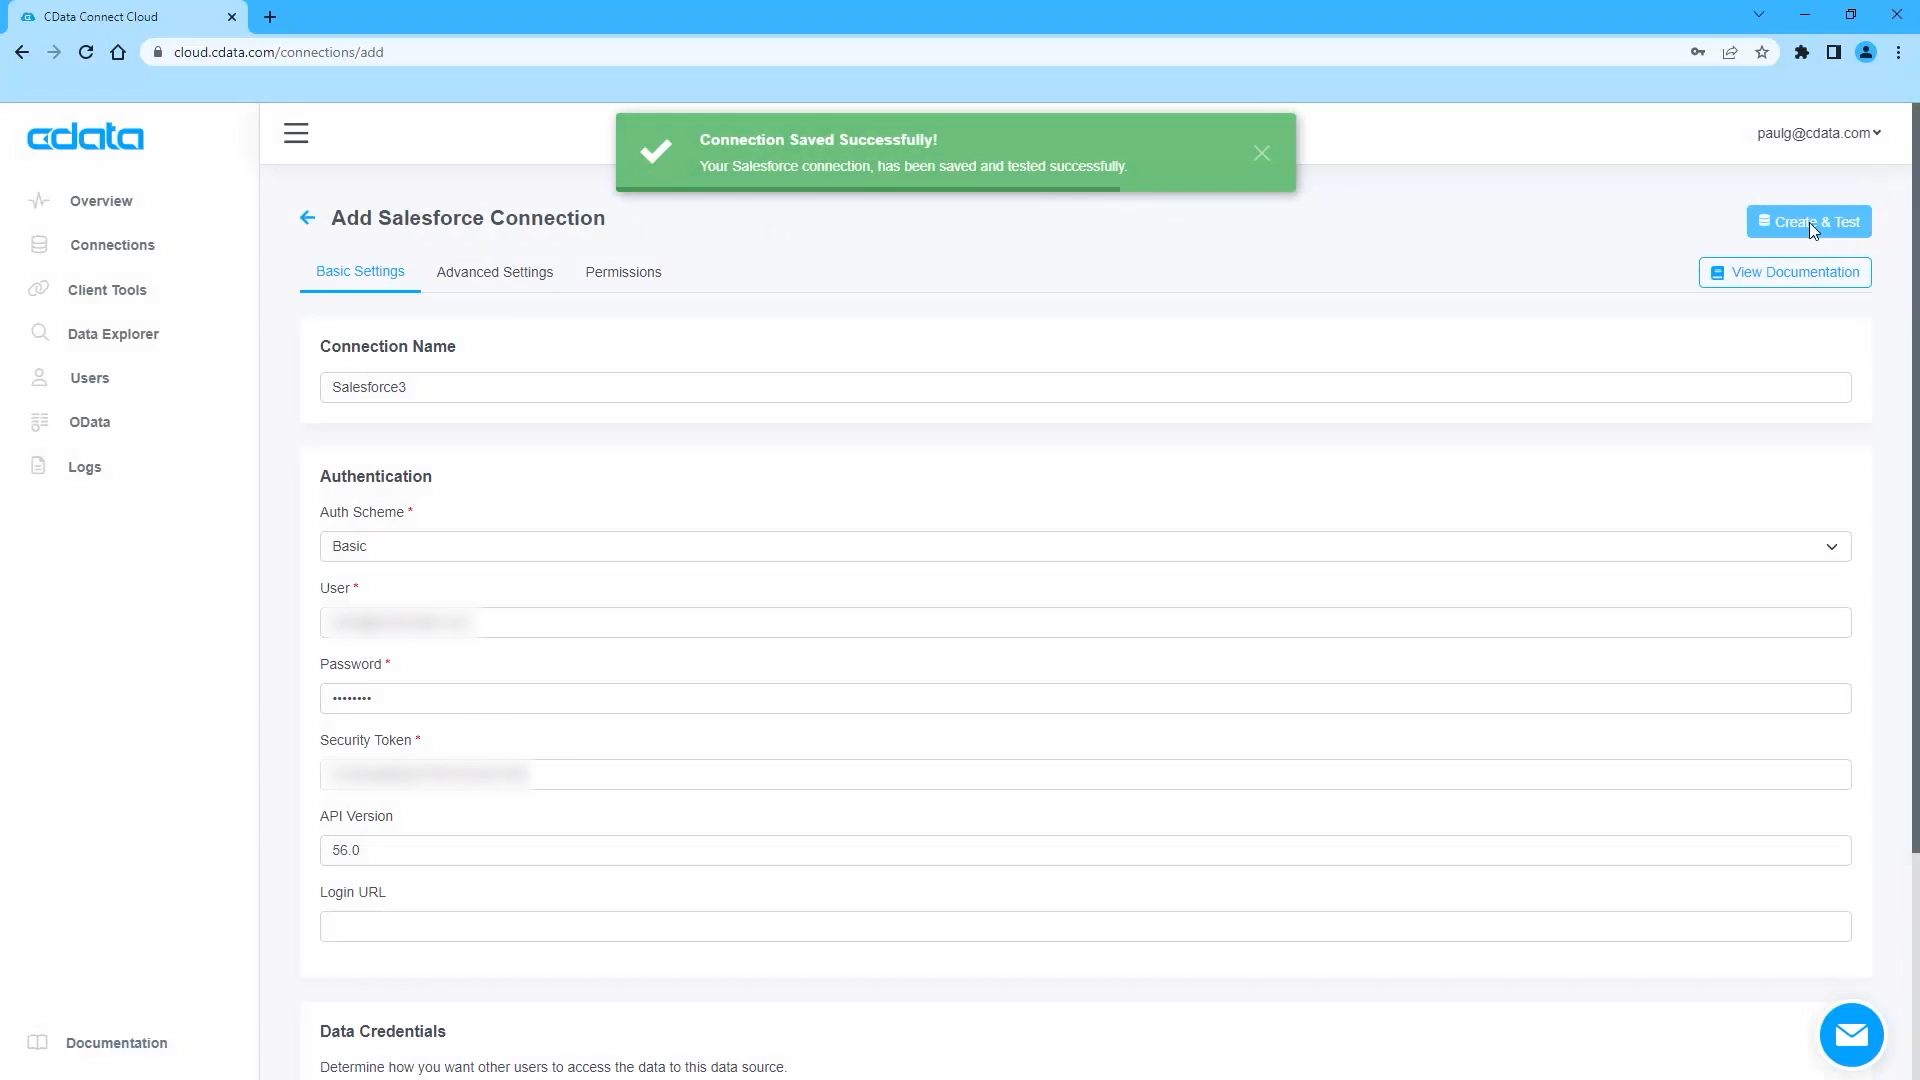 CData Connect Cloud
cloud.cdata.com/connections/add
cdata
Connection Saved Successfully!
Your Salesforce connection, has been saved and tested successfully.
paulg@cdata.com
Overview
Connections
Client Tools
Data Explorer
Users
OData
Logs
Documentation
Add Salesforce Connection
Create & Test
Basic Settings
Advanced Settings
Permissions
View Documentation
Connection Name
Salesforce3
Authentication
Auth Scheme *
Basic
User *
Password *
••••••••
Security Token *
API Version
56.0
Login URL
Data Credentials
Determine how you want other users to access the data to this data source.